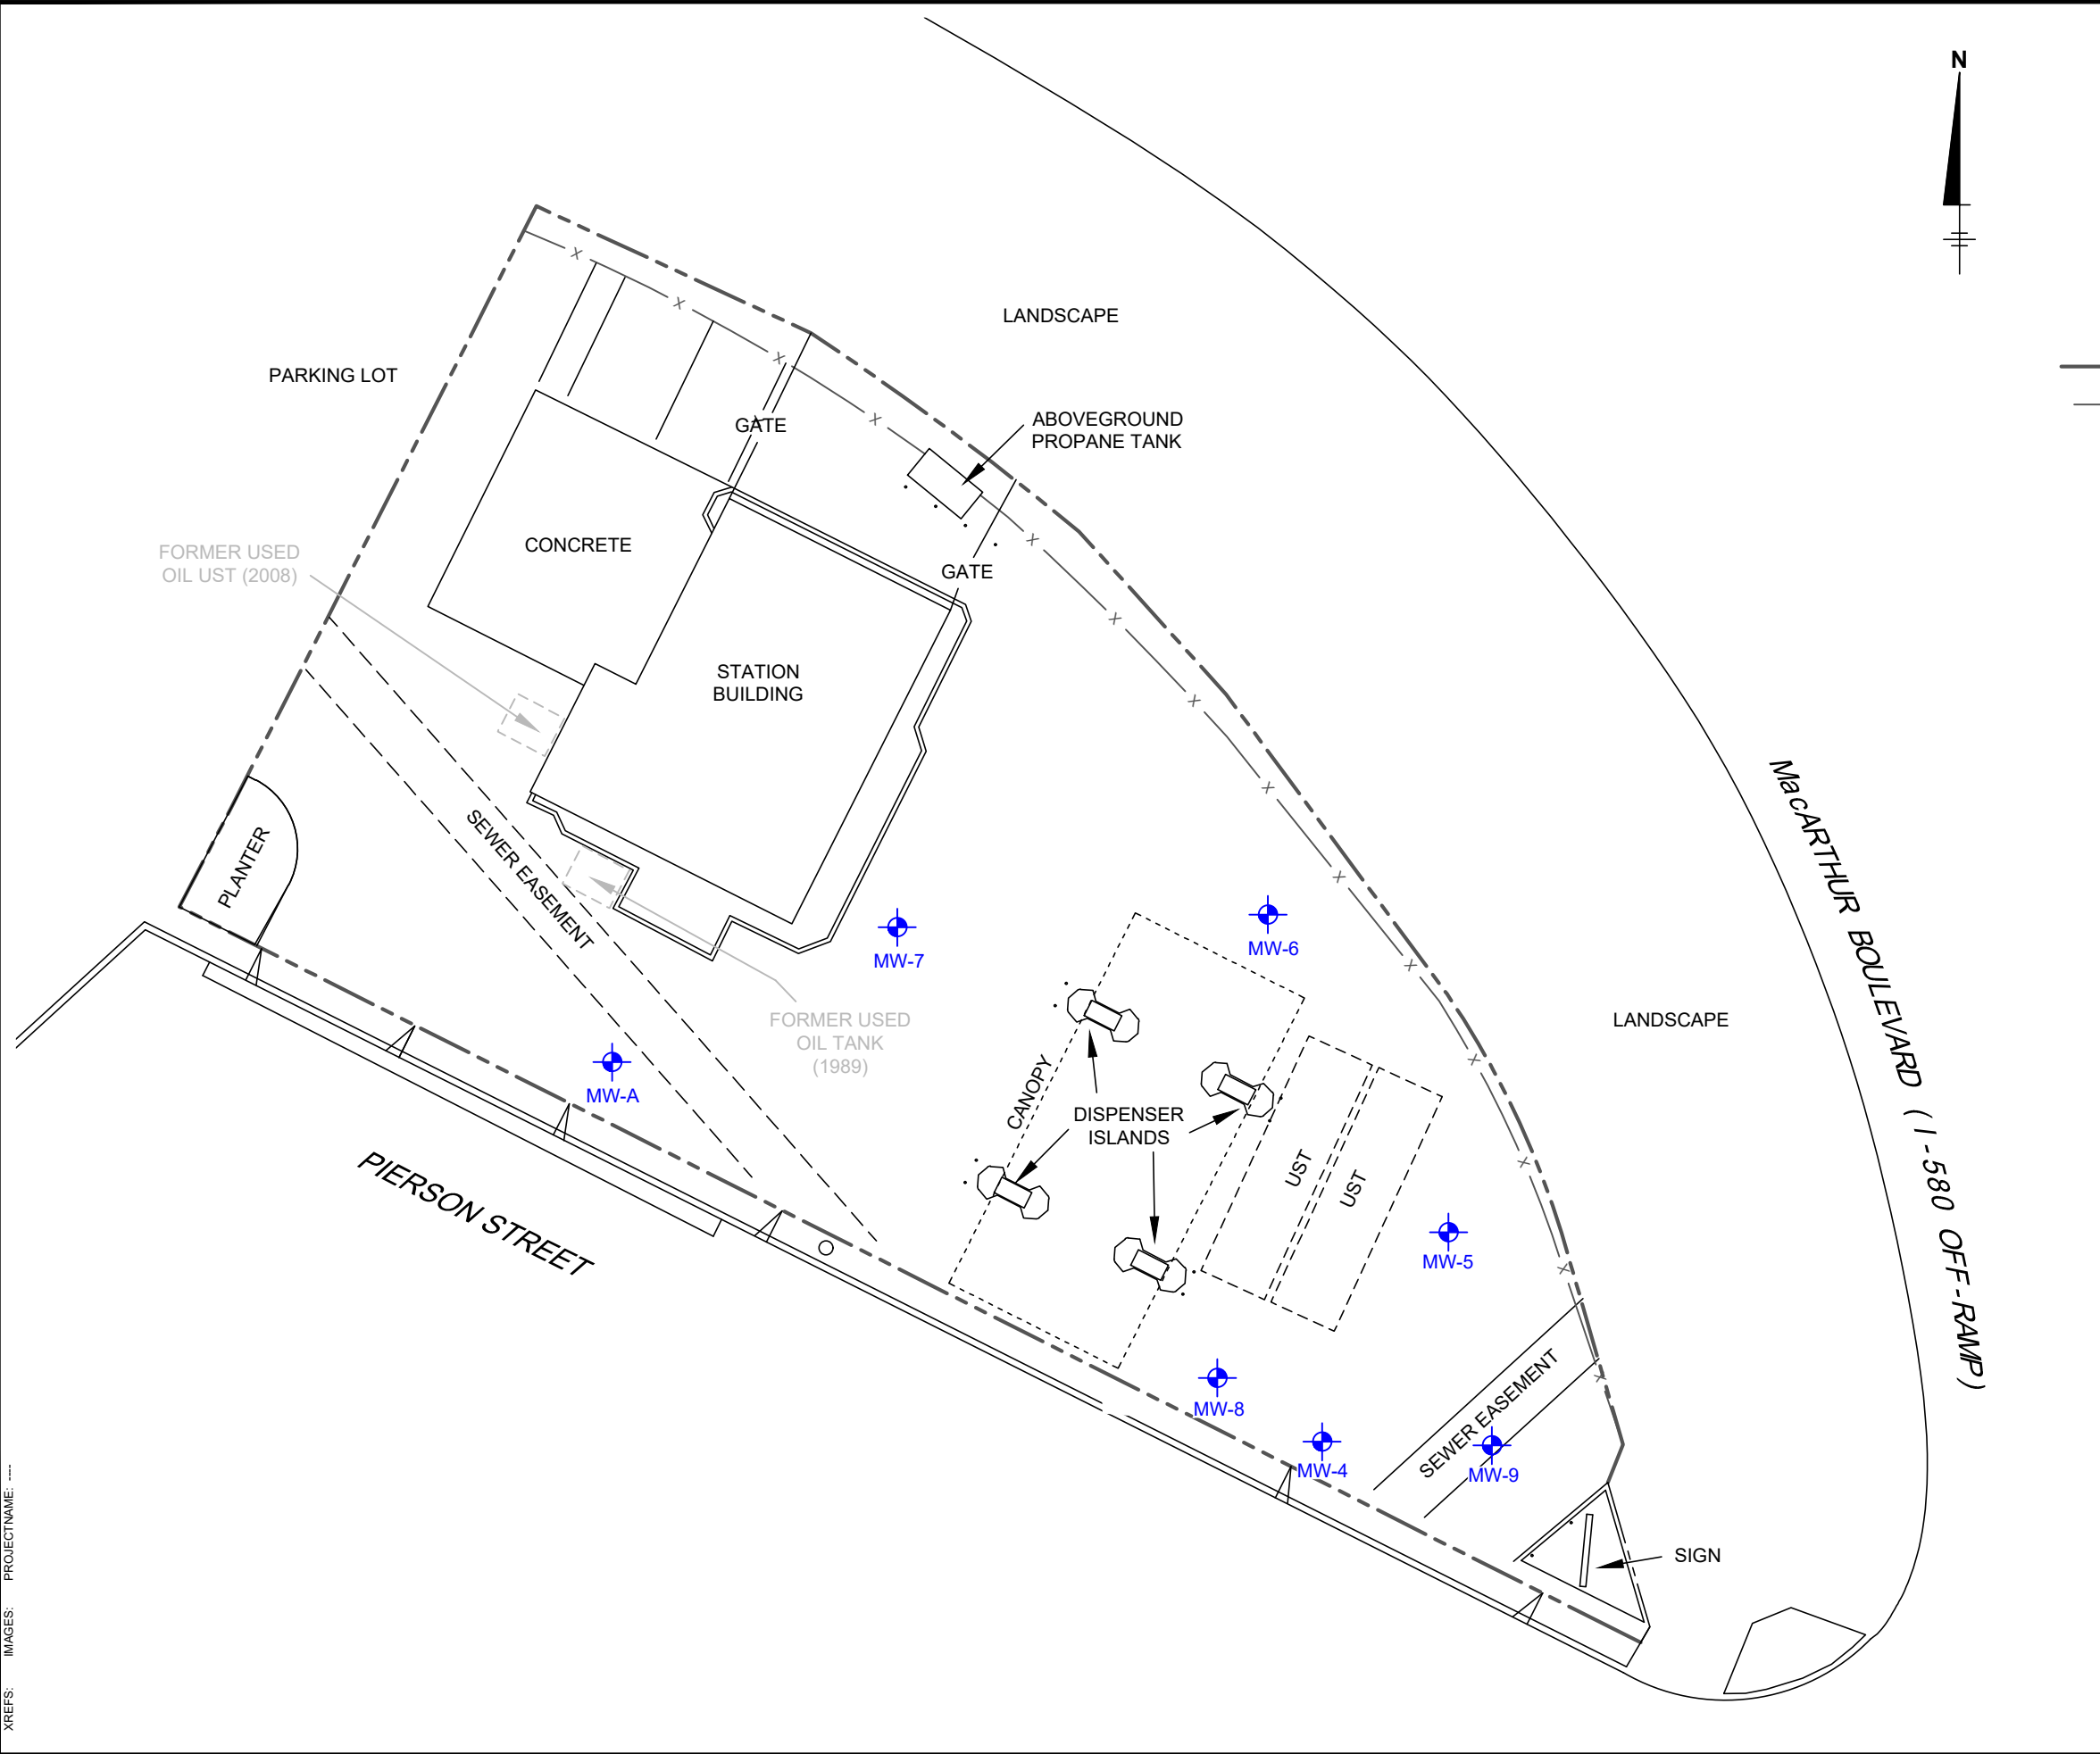 N
LANDSCAPE
PARKING LOT
GATE
ABOVEGROUND
PROPANE TANK
CONCRETE
FORMER USED
OIL UST (2008)
GATE
STATION
BUILDING
MacARTHUR BOULEVARD (I-580 OFF-RAMP)
PLANTER
SEWER EASEMENT
MW-7
MW-6
FORMER USED
OIL TANK
(1989)
LANDSCAPE
MW-A
CANOPY
DISPENSER
ISLANDS
UST
UST
PIERSON STREET
MW-5
MW-8
SEWER EASEMENT
MW-4
MW-9
SIGN
XREFS: IMAGES: PROJECTNAME: ----